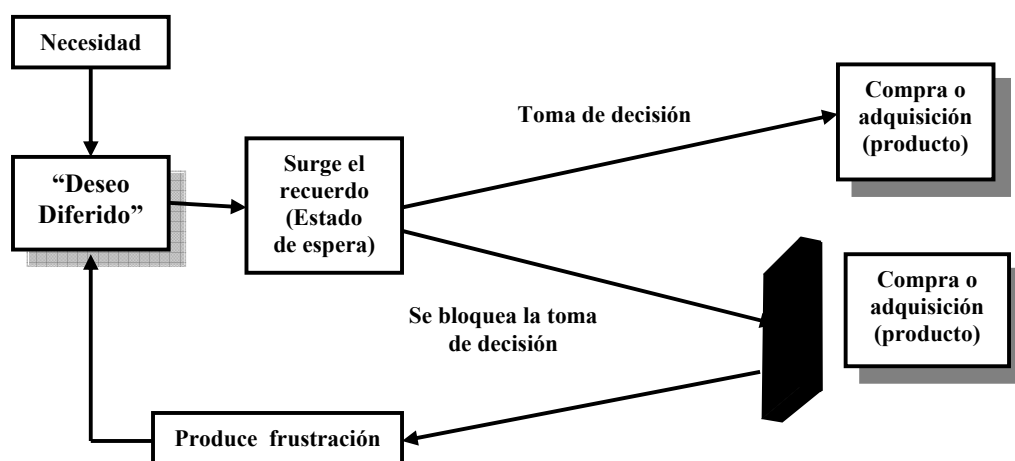 Necesidad
“Deseo
Diferido”
Surge el
recuerdo
(Estado
de espera)
Toma de decisión
Compra o
adquisición
(producto)
Se bloquea la toma
de decisión
Compra o
adquisición
(producto)
Produce frustración